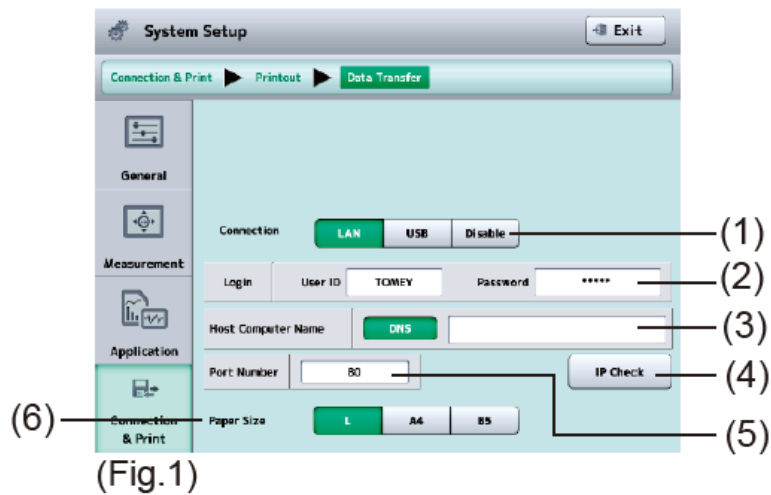 System Setup
Exit
Connection & Print Printout Data Transfer
General
Measurement
Application
Connection
& Print
Connection LAN USB Disable (1)
Login User ID TOMEY Password ***** (2)
Host Computer Name DNS (3)
Port Number 80 IP Check (4)
(5)
(6) Paper Size L A4 B5
(Fig.1)